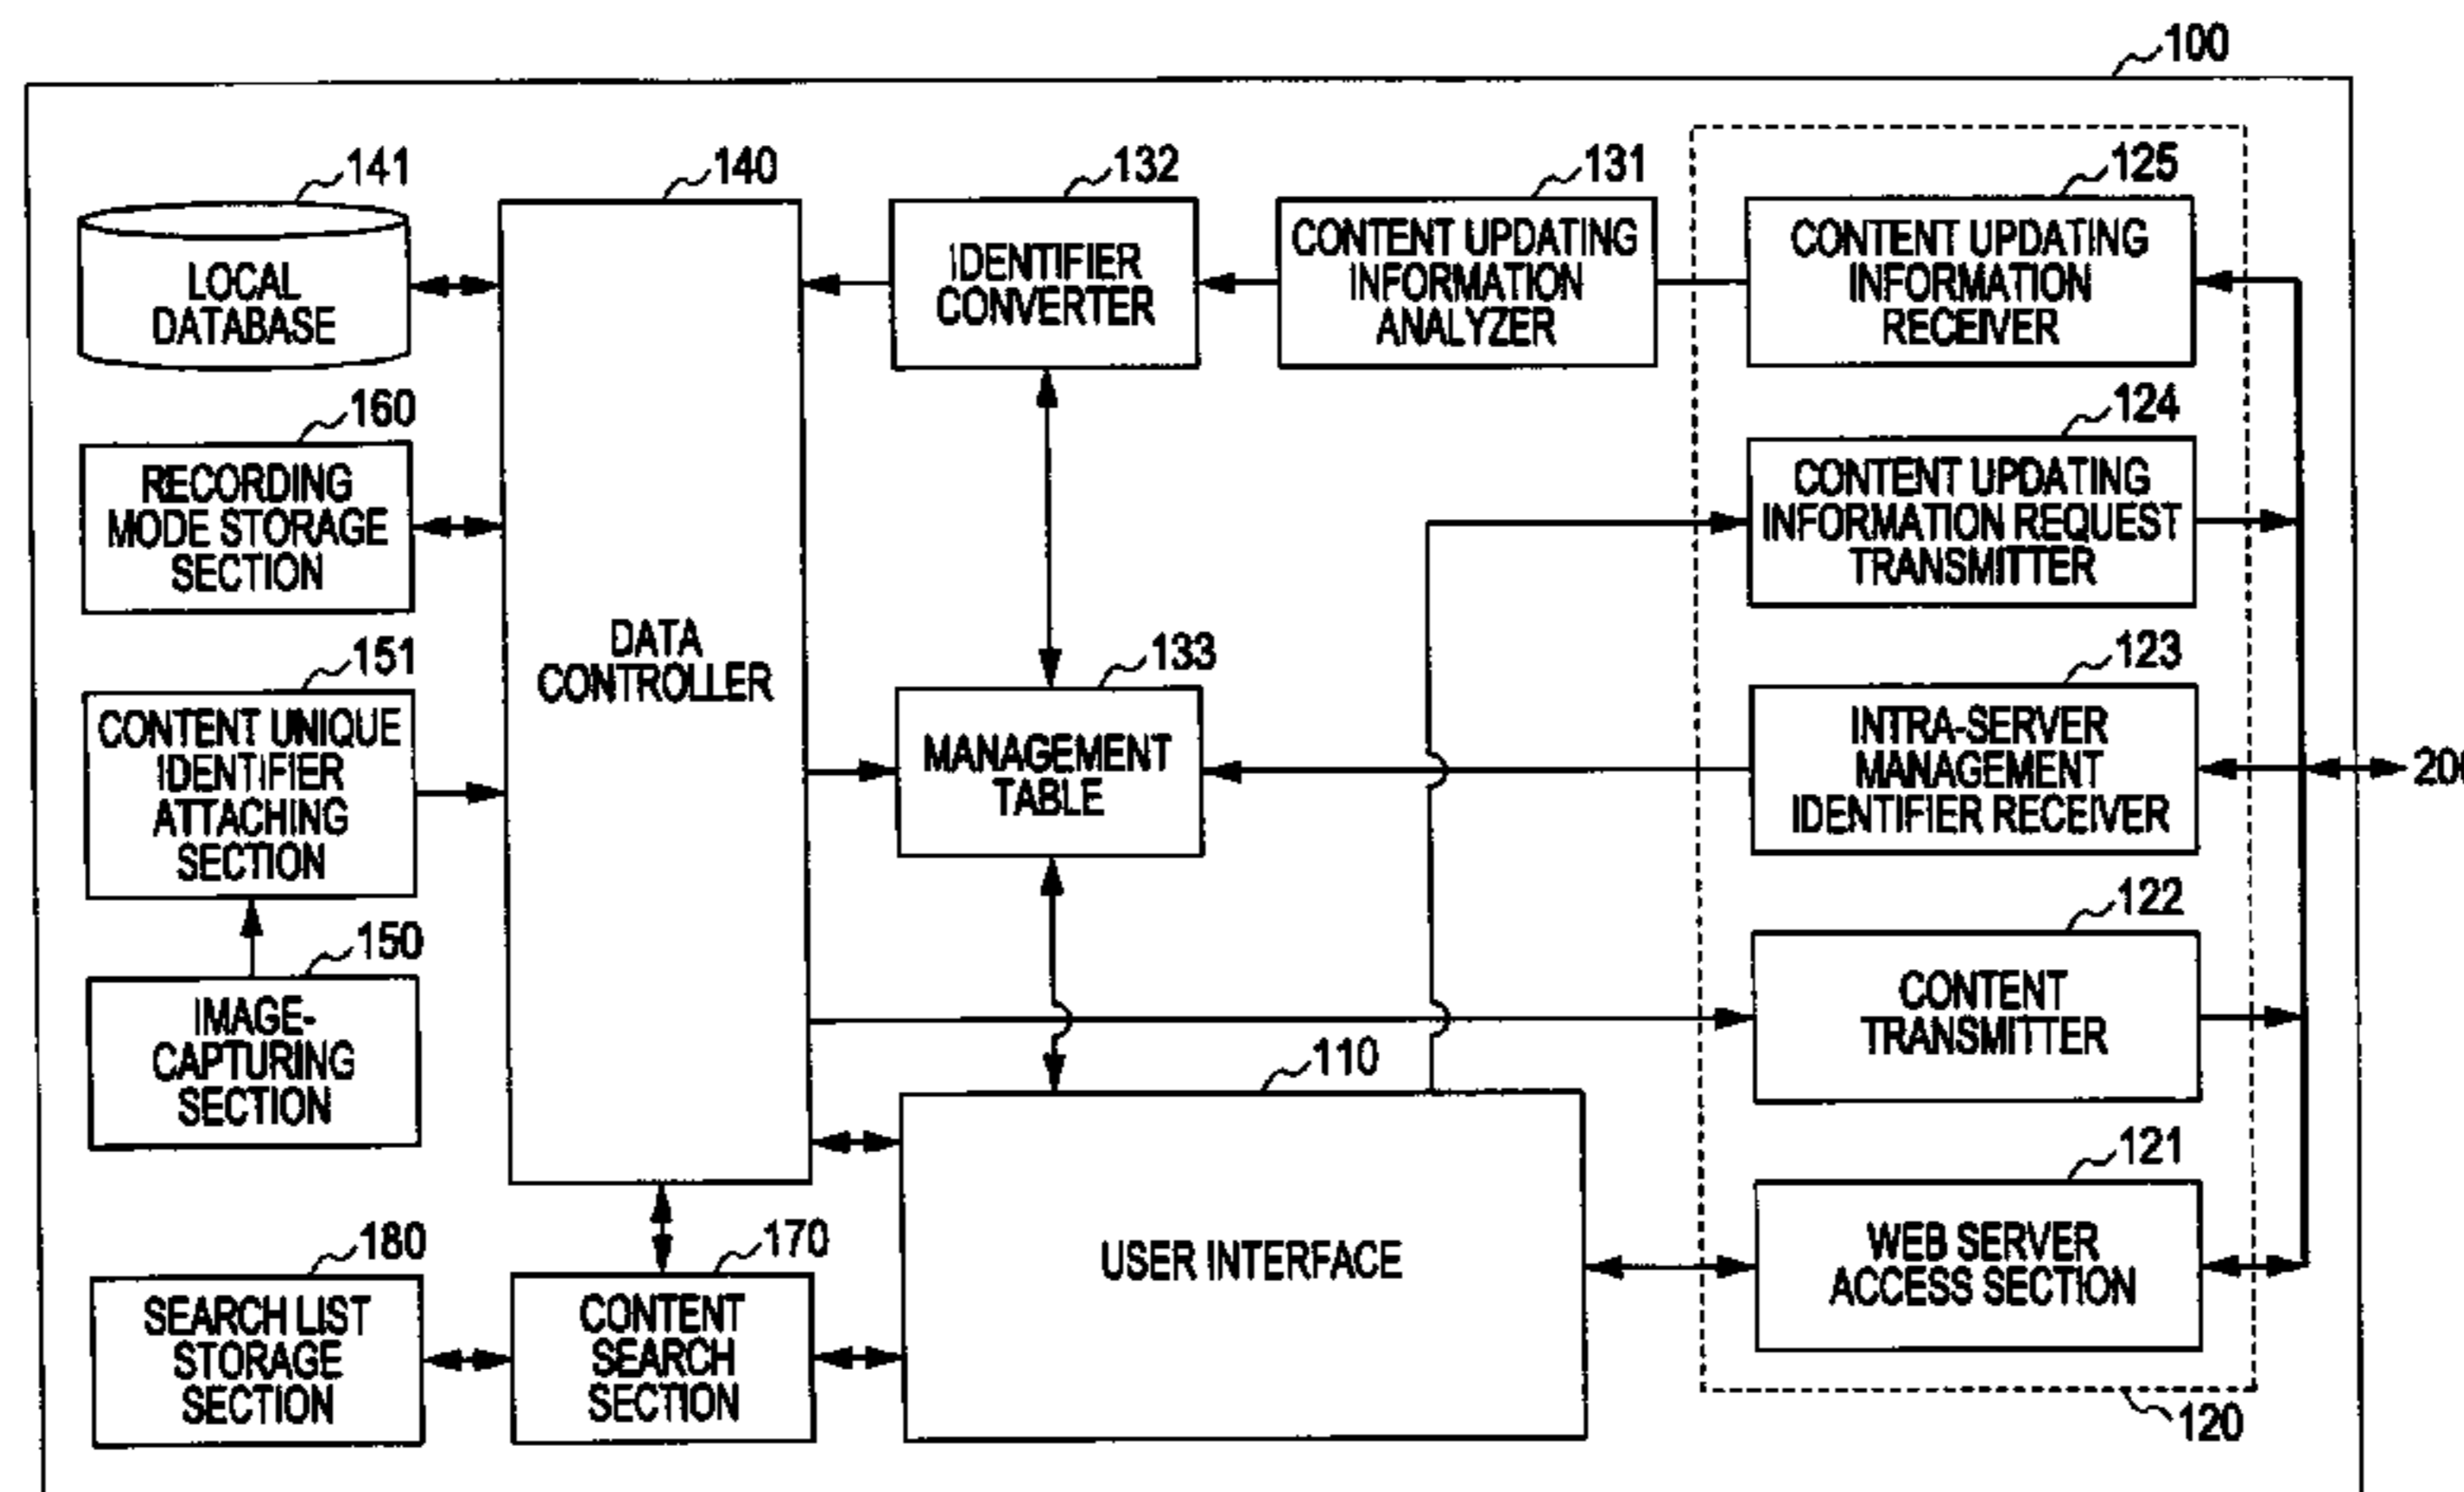 100
141
LOCAL
DATABASE
140
DATA
CONTROLLER
132
IDENTIFIER
CONVERTER
131
CONTENT UPDATING
INFORMATION
ANALYZER
125
CONTENT UPDATING
INFORMATION
RECEIVER
160
RECORDING
MODE STORAGE
SECTION
124
CONTENT UPDATING
INFORMATION REQUEST
TRANSMITTER
151
CONTENT UNIQUE
IDENTIFIER
ATTACHING
SECTION
133
MANAGEMENT
TABLE
123
INTRA-SERVER
MANAGEMENT
IDENTIFIER RECEIVER
150
IMAGE-
CAPTURING
SECTION
122
CONTENT
TRANSMITTER
110
USER INTERFACE
121
WEB SERVER
ACCESS SECTION
180
SEARCH LIST
STORAGE
SECTION
170
CONTENT
SEARCH
SECTION
120